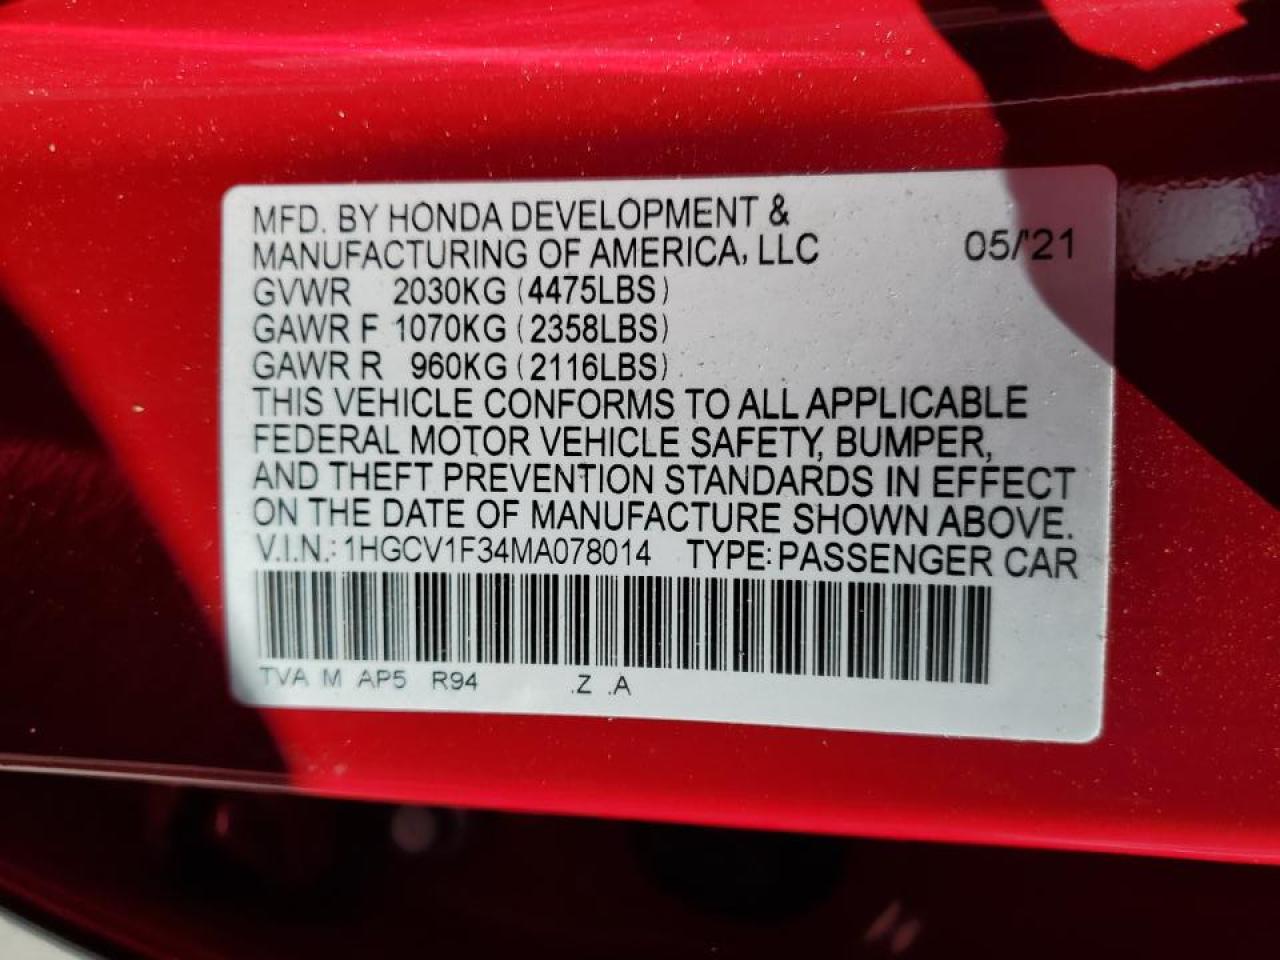 MFD. BY HONDA DEVELOPMENT &
MANUFACTURING OF AMERICA, LLC 05/'21
GVWR 2030KG (4475LBS)
GAWR F 1070KG (2358LBS)
GAWR R 960KG (2116LBS)
THIS VEHICLE CONFORMS TO ALL APPLICABLE
FEDERAL MOTOR VEHICLE SAFETY, BUMPER,
AND THEFT PREVENTION STANDARDS IN EFFECT
ON THE DATE OF MANUFACTURE SHOWN ABOVE.
V.I.N.: 1HGCV1F34MA078014 TYPE: PASSENGER CAR
TVA M AP5 R94 .Z .A